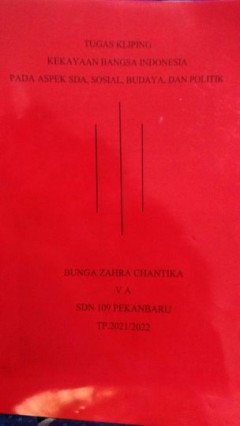 TUGAS KLIPING
KEKAYAAN BANGSA INDONESIA
PADA ASPEK SDA, SOSIAL, BUDAYA, DAN POLITIK
BUNGA ZAHRA CHANTIKA
V A
SDN 109 PEKANBARU
TP.2021/2022